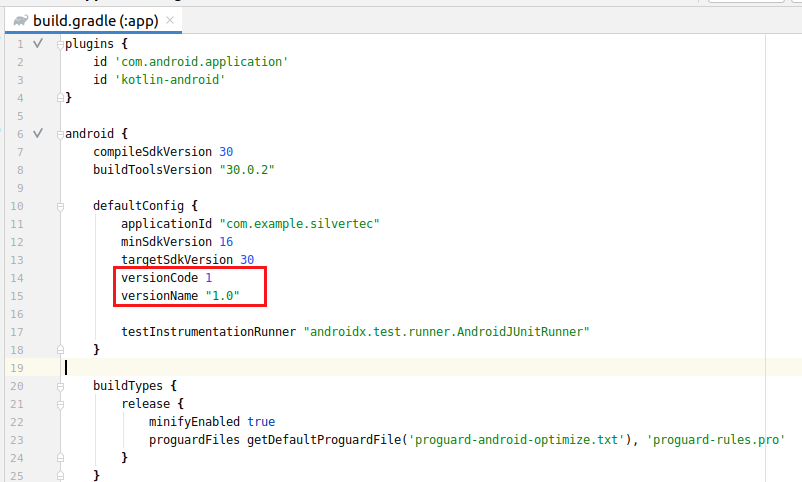 build.gradle (:app)
1 plugins {
2 id 'com.android.application'
3 id 'kotlin-android'
4 }
5
6 android {
7 compileSdkVersion 30
8 buildToolsVersion "30.0.2"
9
10 defaultConfig {
11 applicationId "com.example.silvertec"
12 minSdkVersion 16
13 targetSdkVersion 30
14 versionCode 1
15 versionName "1.0"
16
17 testInstrumentationRunner "androidx.test.runner.AndroidJUnitRunner"
18 }
19
20 buildTypes {
21 release {
22 minifyEnabled true
23 proguardFiles getDefaultProguardFile('proguard-android-optimize.txt'), 'proguard-rules.pro'
24 }
25 }